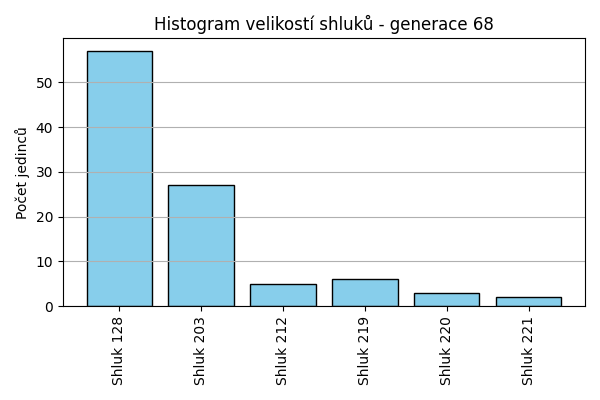 Histogram velikostí shluků - generace 68
Počet jedinců
50
40
30
20
10
0
Shluk 128
Shluk 203
Shluk 212
Shluk 219
Shluk 220
Shluk 221